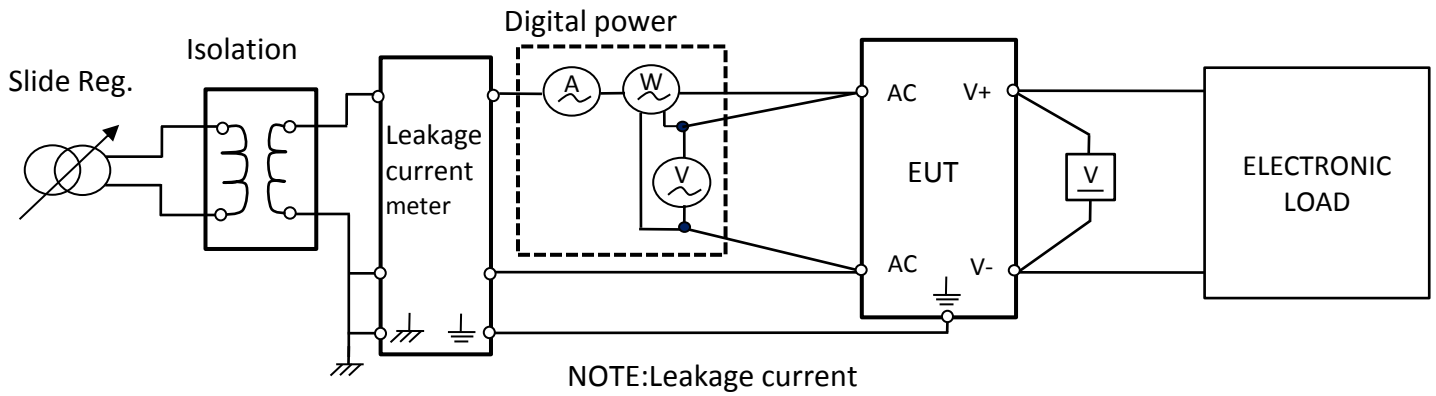 Digital power
Isolation
Slide Reg.
A
W
V
Leakage
current
meter
AC
V+
EUT
AC
V-
V
ELECTRONIC
LOAD
NOTE:Leakage current